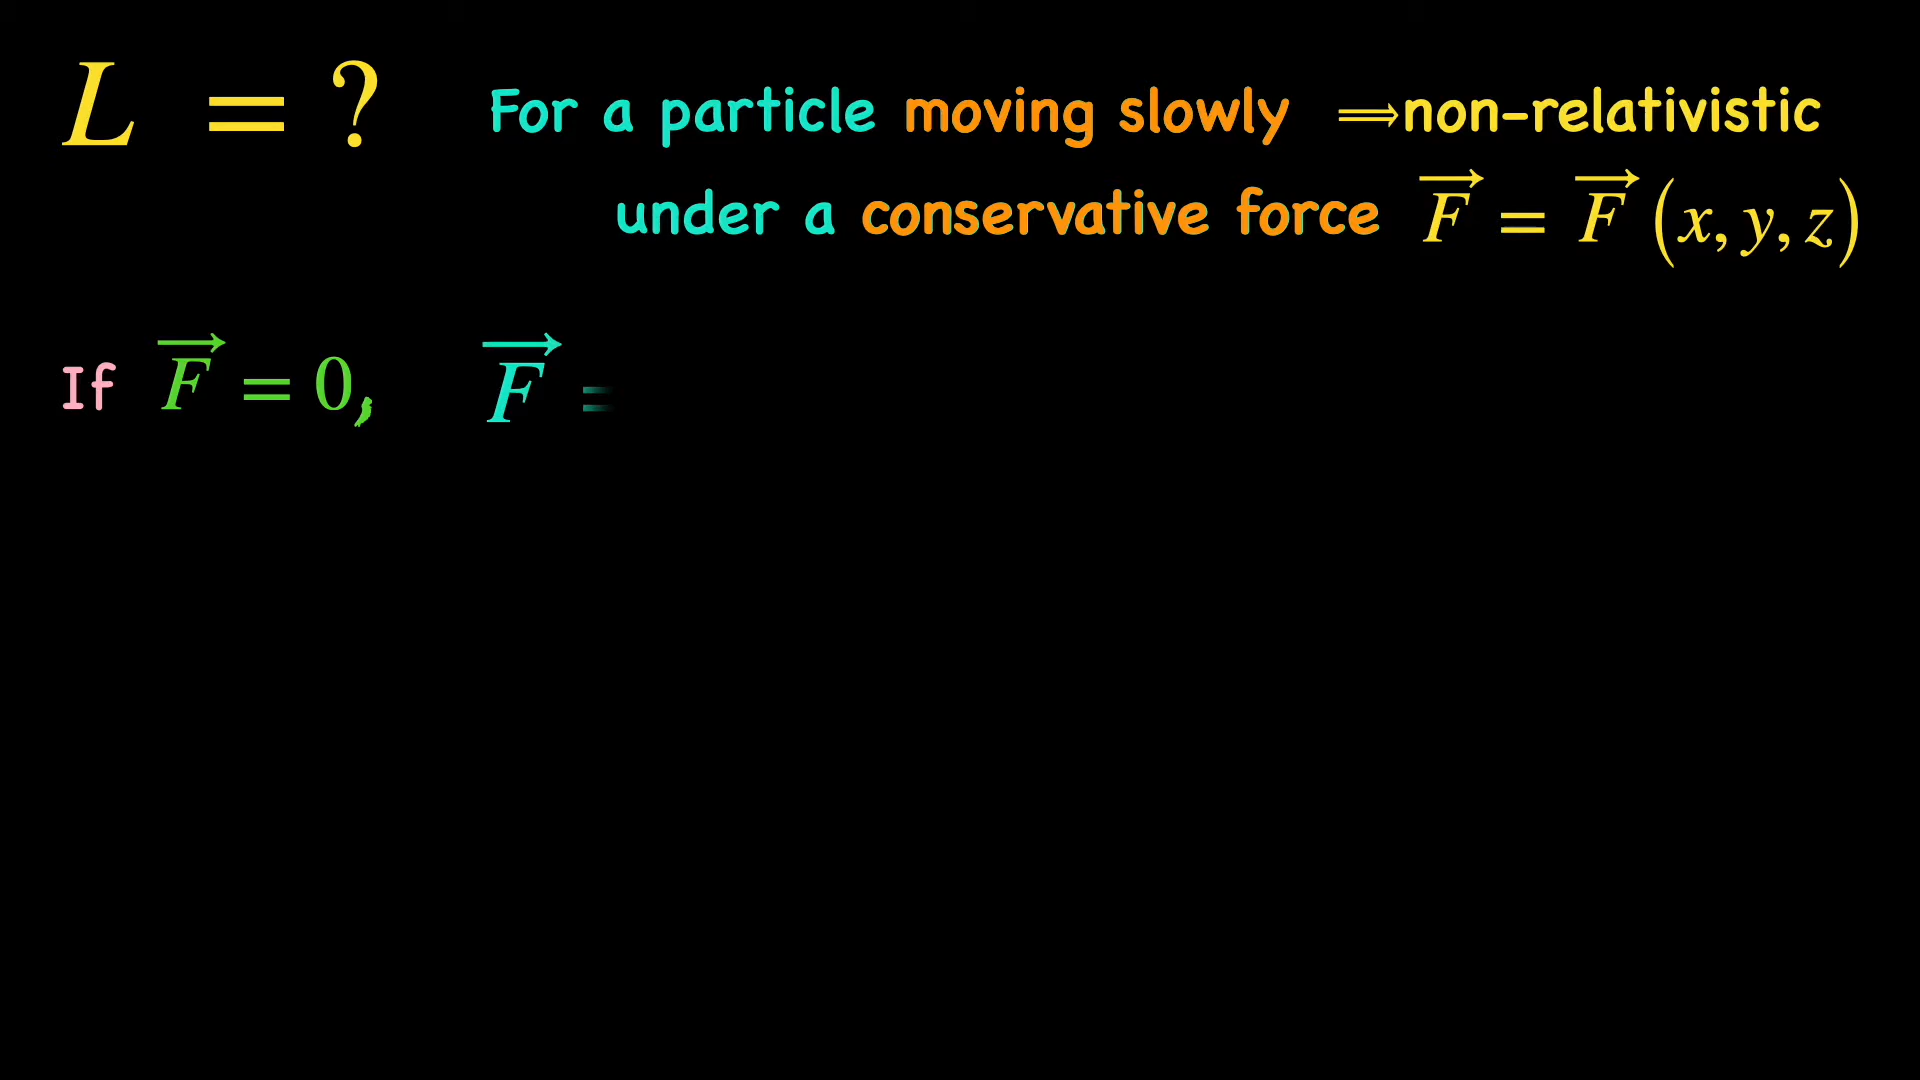 L = ? For a particle moving slowly ⟹non-relativistic
under a conservative force F⃗ = F⃗ (x, y, z)
If F⃗ = 0, F⃗ =